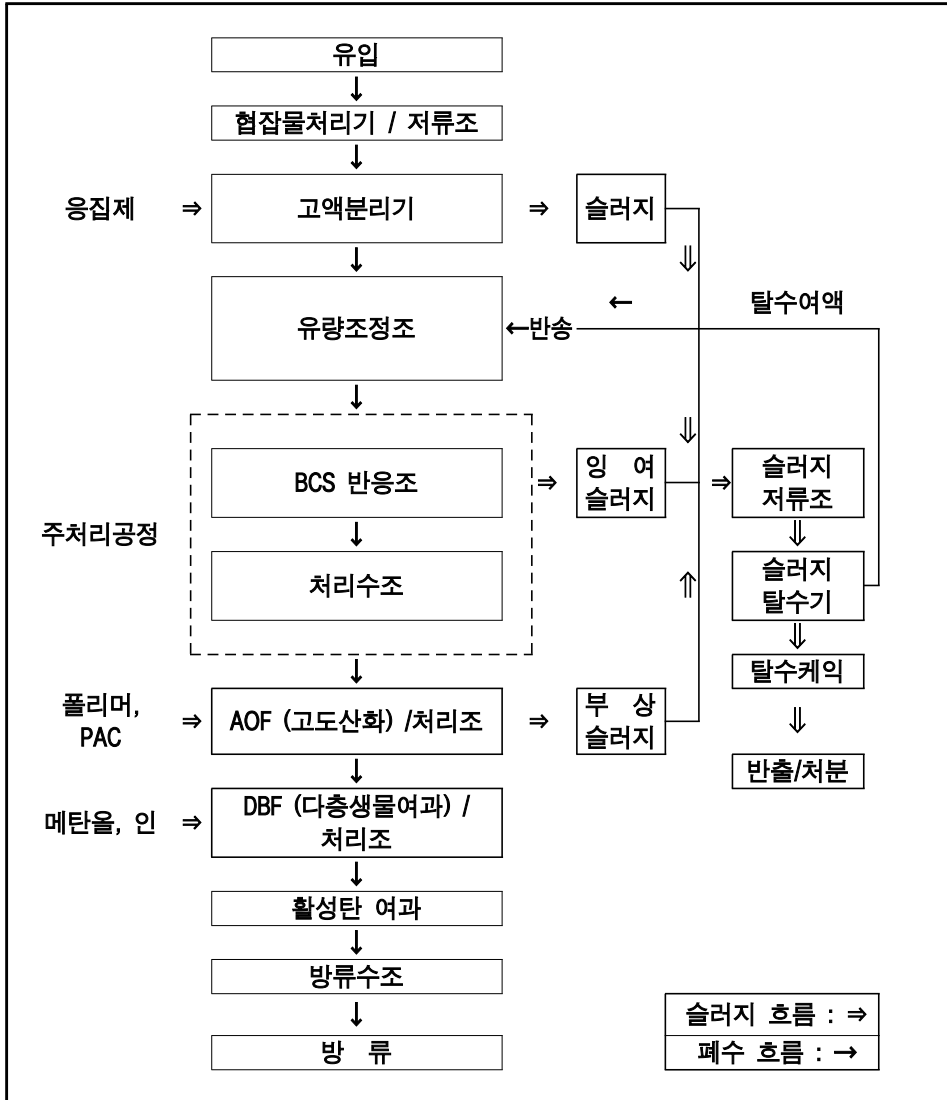 유입
↓
협잡물처리기 / 저류조
↓
응집제 ⇒ 고액분리기 ⇒ 슬러지
↓ ⇓
← 탈수여액
유량조정조 ←반송
↓
⇓
BCS 반응조 ⇒ 잉 여 슬러지 ⇒ 슬러지 저류조
↓ ⇓
주처리공정
처리수조 ⇑ 슬러지 탈수기
⇓
탈수케익
↓
폴리머, PAC ⇒ AOF (고도산화) /처리조 ⇒ 부 상 슬러지
⇓
반출/처분
↓
메탄올, 인 ⇒ DBF (다층생물여과) /
처리조
↓
활성탄 여과
↓
방류수조
↓
방 류
슬러지 흐름 : ⇒
폐수 흐름 : →